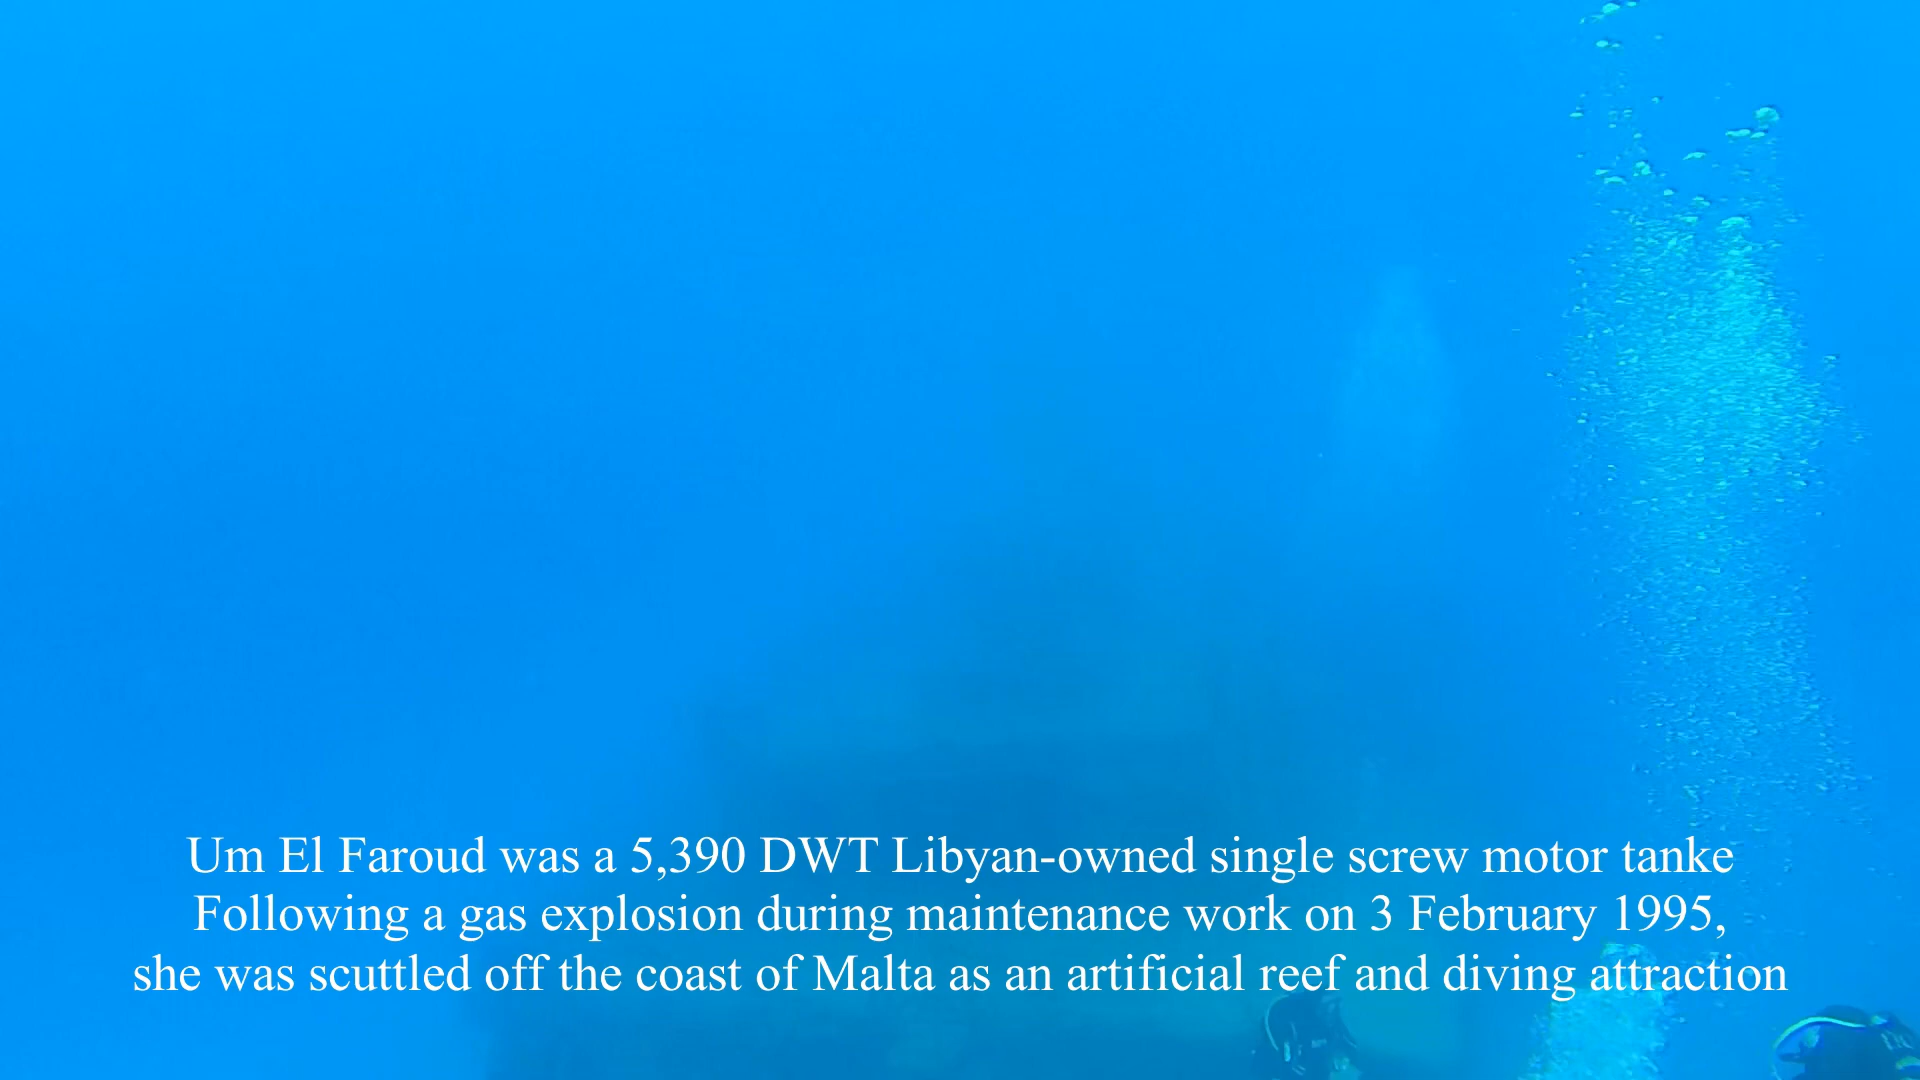 Um El Faroud was a 5,390 DWT Libyan-owned single screw motor tanke
Following a gas explosion during maintenance work on 3 February 1995,
she was scuttled off the coast of Malta as an artificial reef and diving attraction